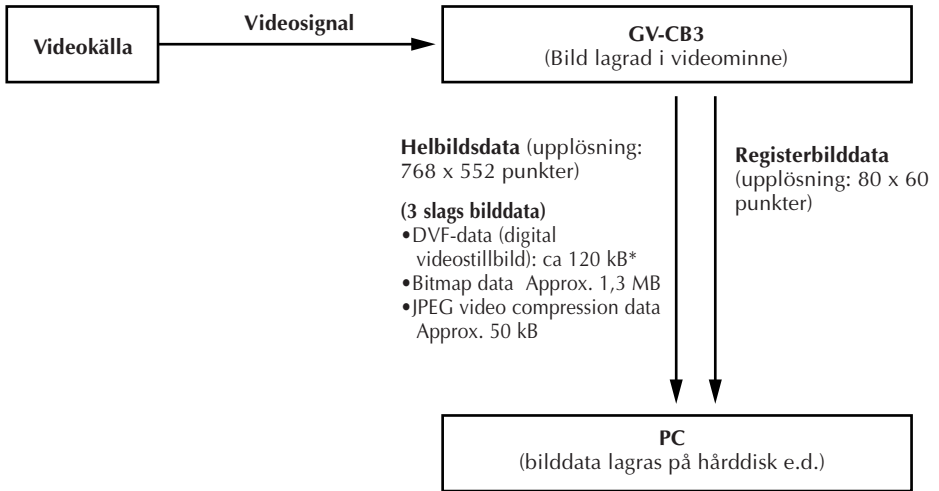 Videokälla
Videosignal
GV-CB3
(Bild lagrad i videominne)
Helbildsdata (upplösning:
768 x 552 punkter)
(3 slags bilddata)
•DVF-data (digital
videostillbild): ca 120 kB*
•Bitmap data Approx. 1,3 MB
•JPEG video compression data
Approx. 50 kB
Registerbilddata
(upplösning: 80 x 60
punkter)
PC
(bilddata lagras på hårddisk e.d.)